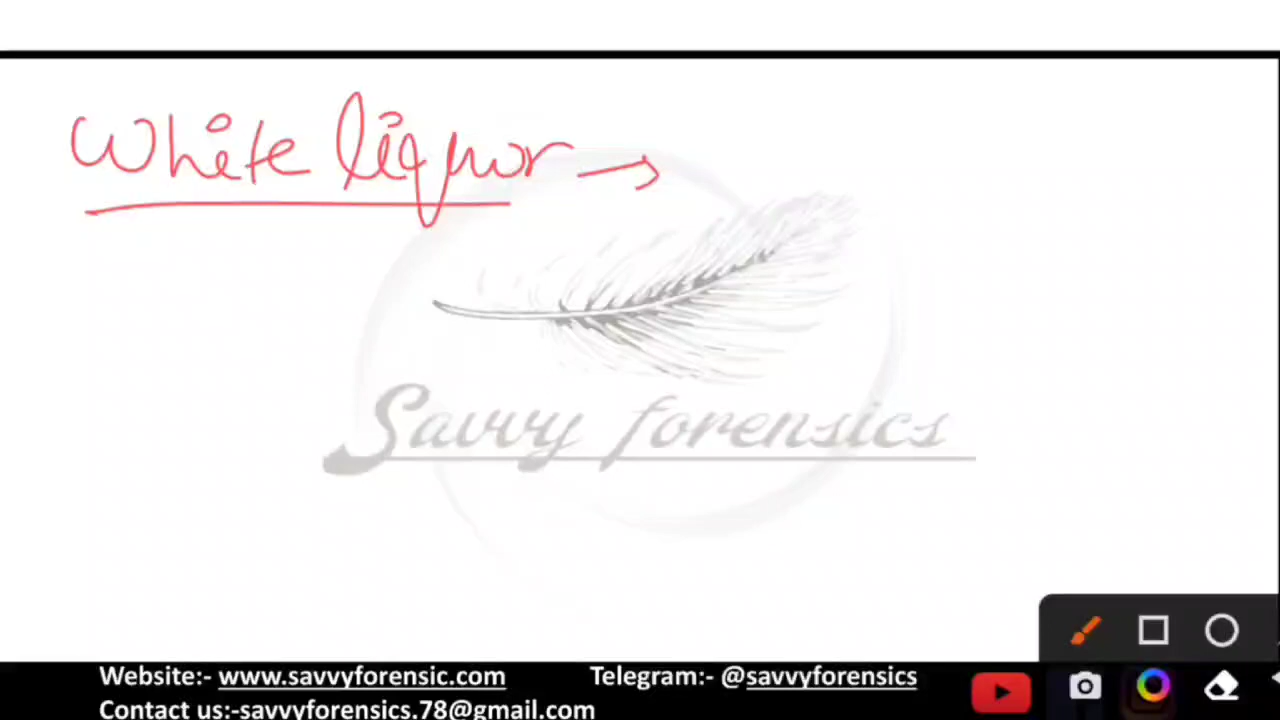 White liquor →
Savvy forensics
Website:- www.savvyforensic.com Telegram:- @savvyforensics
Contact us:-savvyforensics.78@gmail.com